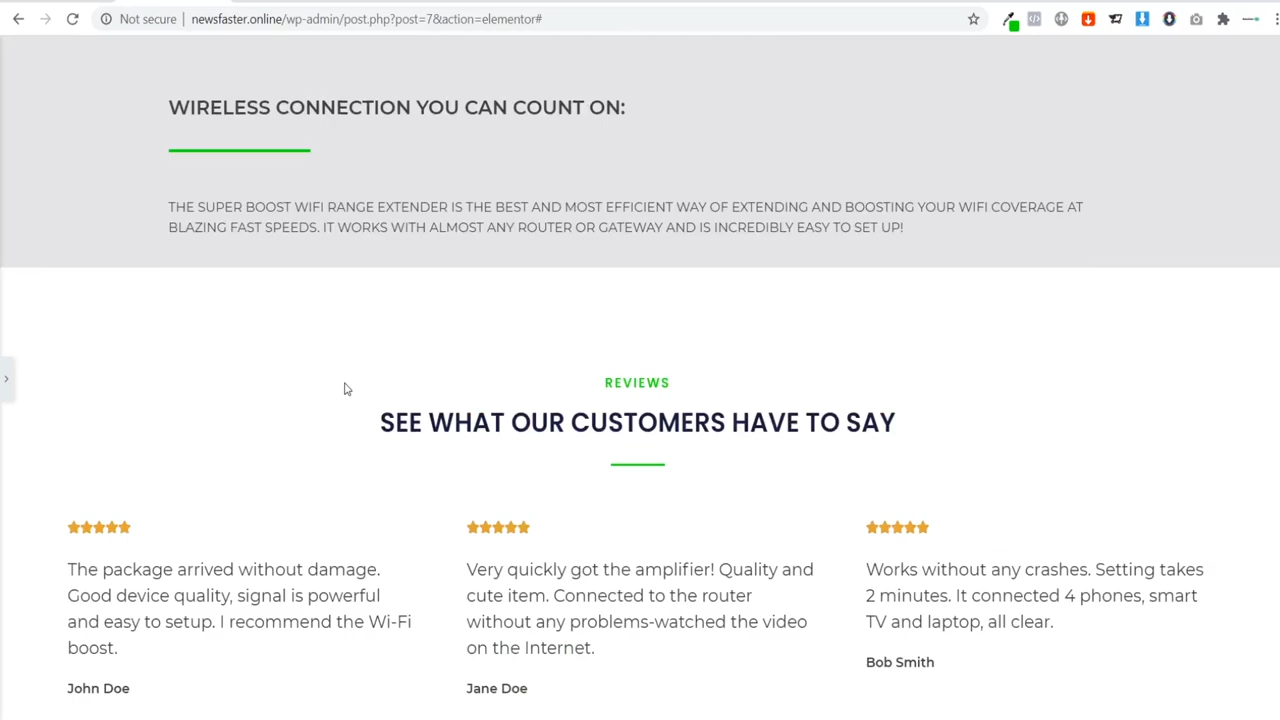 Not secure | newsfaster.online/wp-admin/post.php?post=7&action=elementor#
WIRELESS CONNECTION YOU CAN COUNT ON:
THE SUPER BOOST WIFI RANGE EXTENDER IS THE BEST AND MOST EFFICIENT WAY OF EXTENDING AND BOOSTING YOUR WIFI COVERAGE AT
BLAZING FAST SPEEDS. IT WORKS WITH ALMOST ANY ROUTER OR GATEWAY AND IS INCREDIBLY EASY TO SET UP!
REVIEWS
SEE WHAT OUR CUSTOMERS HAVE TO SAY
The package arrived without damage.
Good device quality, signal is powerful
and easy to setup. I recommend the Wi-Fi
boost.
John Doe
Very quickly got the amplifier! Quality and
cute item. Connected to the router
without any problems-watched the video
on the Internet.
Jane Doe
Works without any crashes. Setting takes
2 minutes. It connected 4 phones, smart
TV and laptop, all clear.
Bob Smith